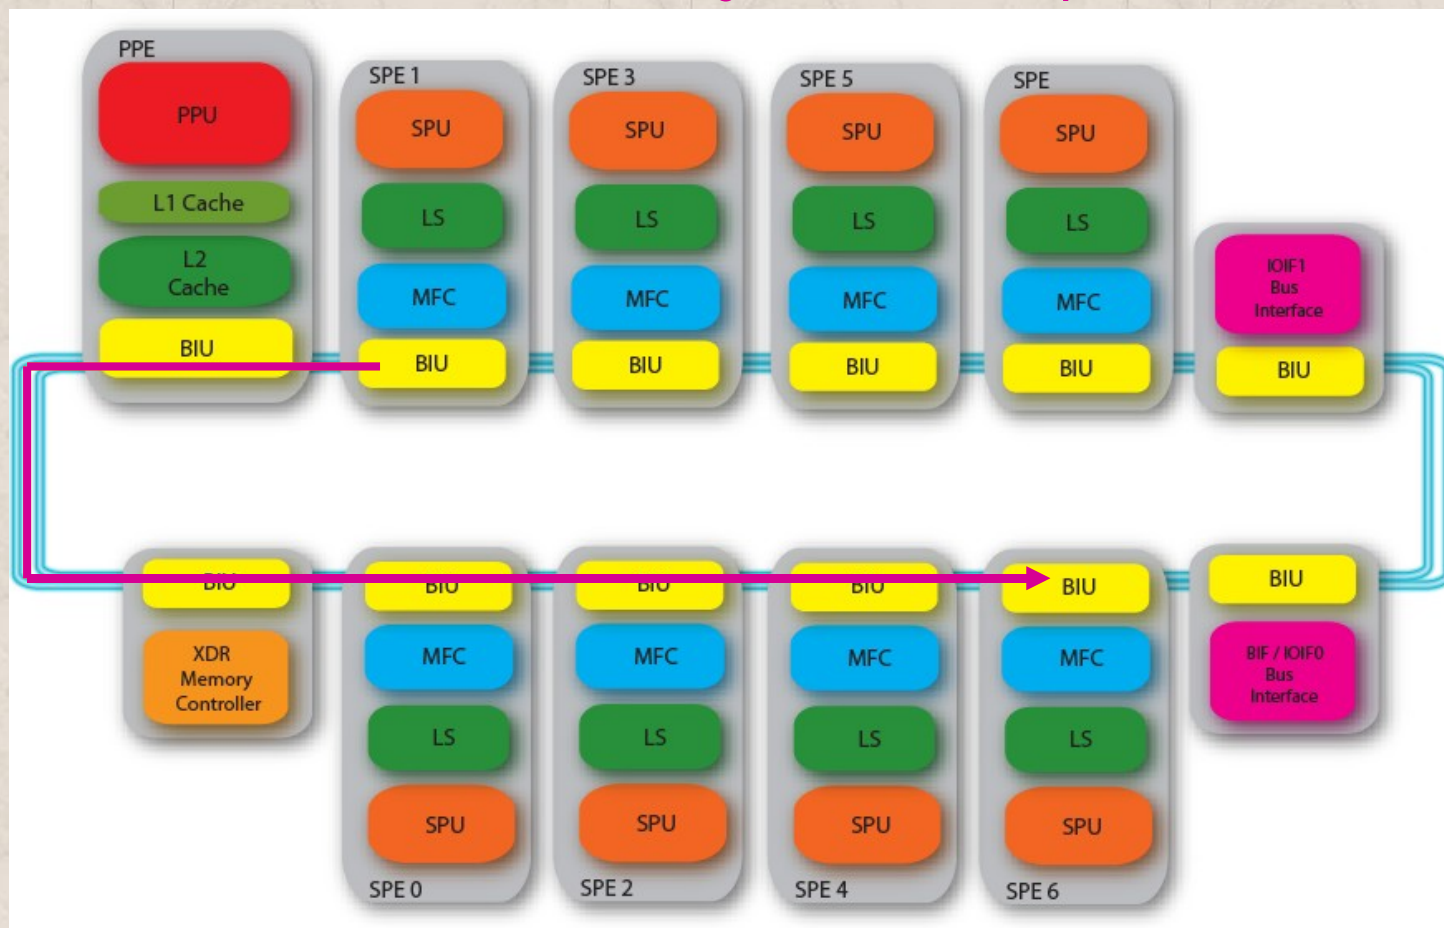 PPE
PPU
L1 Cache
L2
Cache
BIU
SPE 1
SPU
LS
MFC
BIU
SPE 3
SPU
LS
MFC
BIU
SPE 5
SPU
LS
MFC
BIU
SPE
SPU
LS
MFC
BIU
IOIF1
Bus
Interface
BIU
BIU
XDR
Memory
Controller
BIU
MFC
LS
SPU
SPE 0
BIU
MFC
LS
SPU
SPE 2
BIU
MFC
LS
SPU
SPE 4
BIU
MFC
LS
SPU
SPE 6
BIU
BIF / IOIF0
Bus
Interface